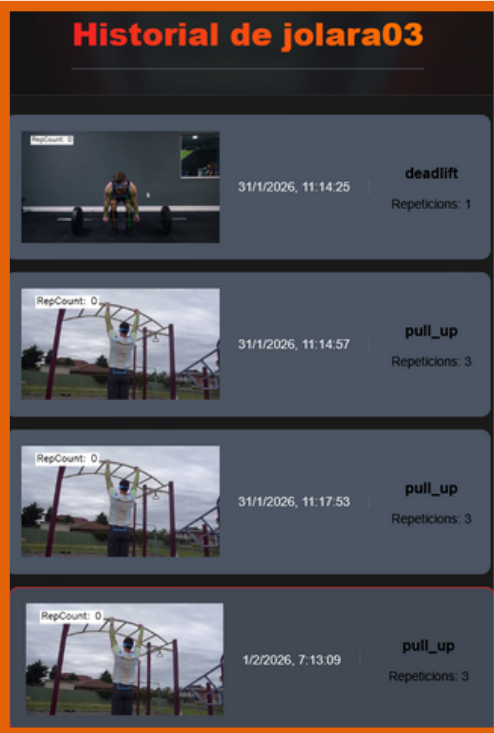 Historial de jolara03
RepCount: 0
31/1/2026, 11:14:25
deadlift
Repeticions: 1
RepCount: 0
31/1/2026, 11:14:57
pull_up
Repeticions: 3
RepCount: 0
31/1/2026, 11:17:53
pull_up
Repeticions: 3
RepCount: 0
1/2/2026, 7:13:09
pull_up
Repeticions: 3